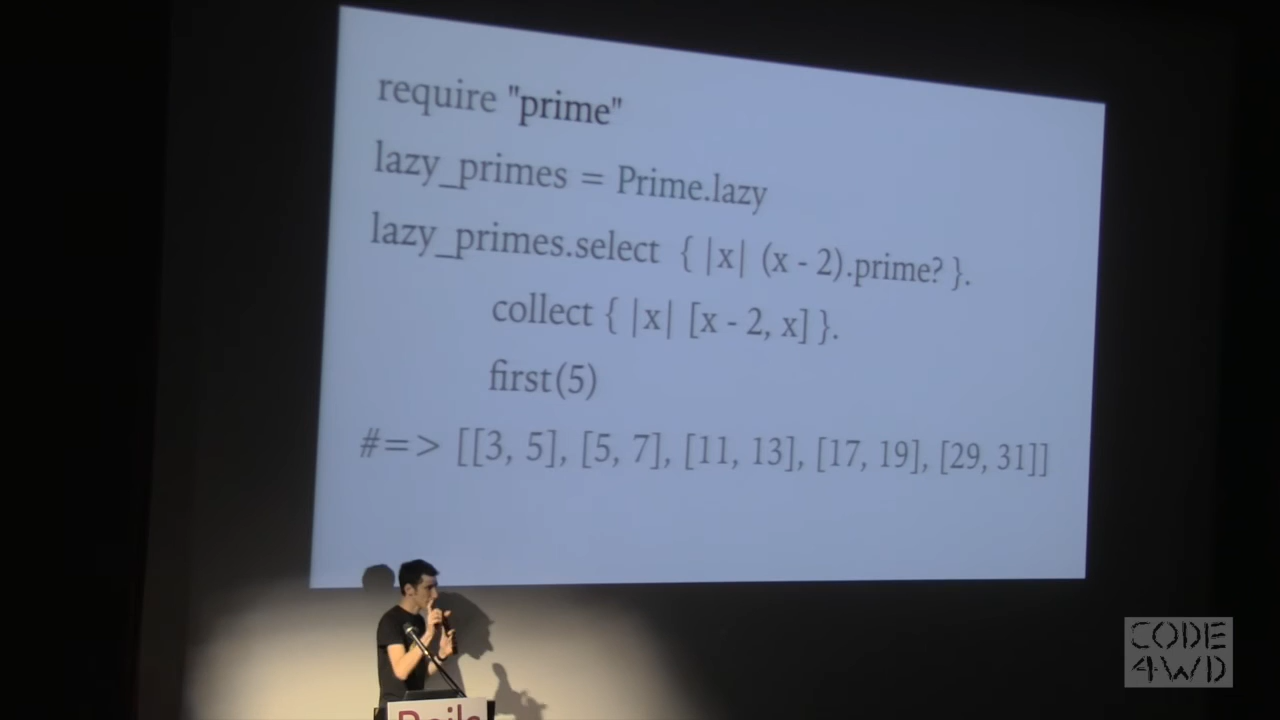 require "prime"
lazy_primes = Prime.lazy
lazy_primes.select { |x| (x - 2).prime? }.
collect { |x| [x - 2, x] }.
first(5)
#=> [[3, 5], [5, 7], [11, 13], [17, 19], [29, 31]]
CODE
4WD
Rails